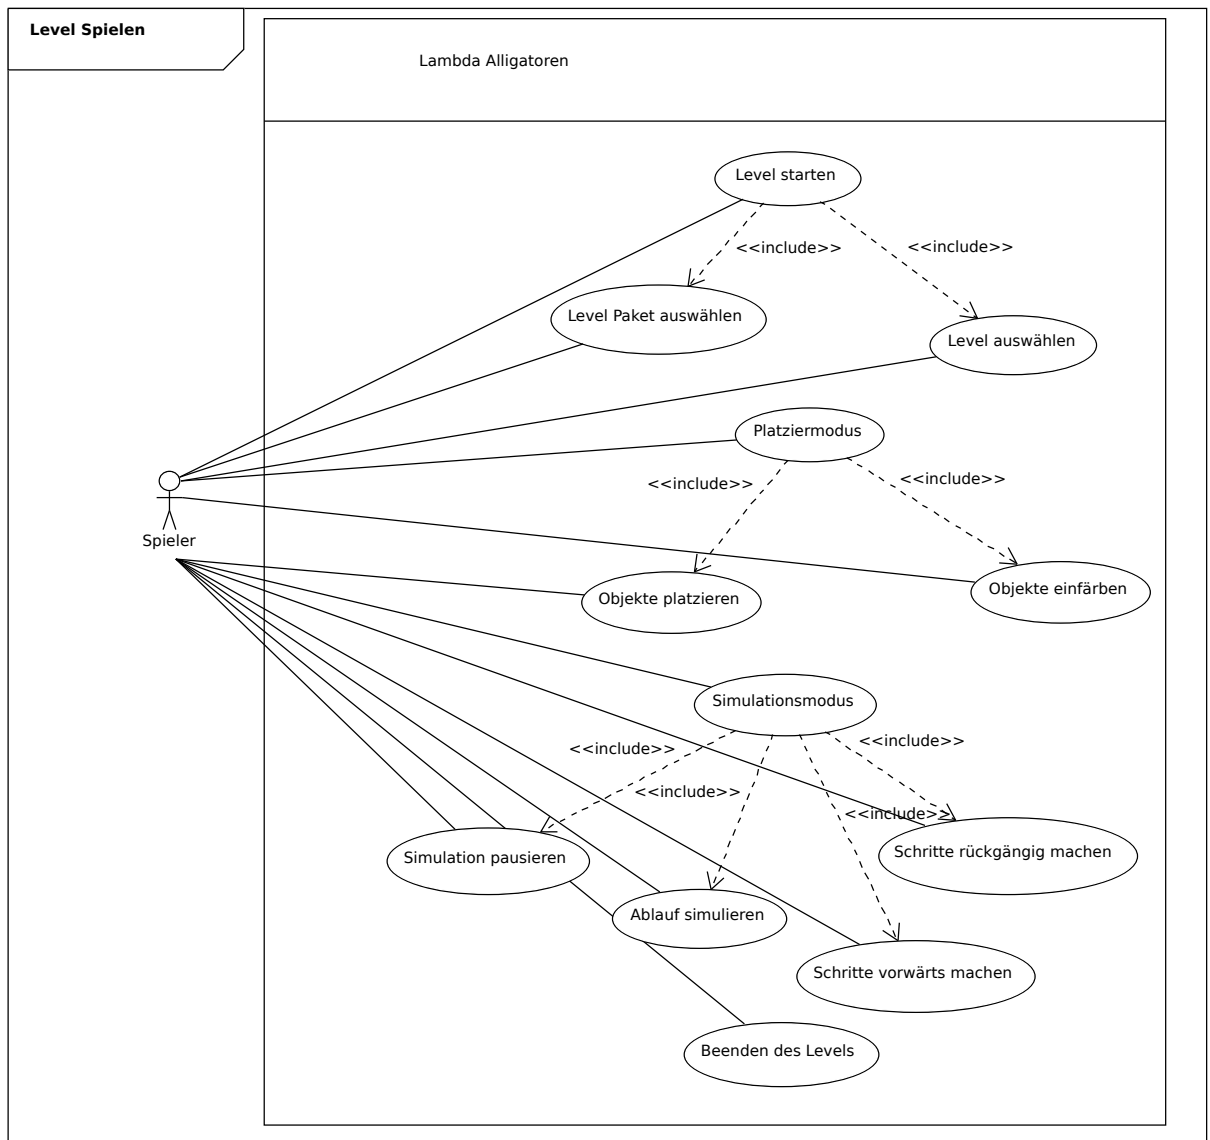 Level Spielen
Lambda Alligatoren
Level starten
<<include>>
<<include>>
Level Paket auswählen
Level auswählen
Platziermodus
<<include>>
<<include>>
Spieler
Objekte platzieren
Objekte einfärben
Simulationsmodus
<<include>>
<<include>>
<<include>>
<<include>>
Schritte rückgängig machen
Simulation pausieren
Ablauf simulieren
Schritte vorwärts machen
Beenden des Levels